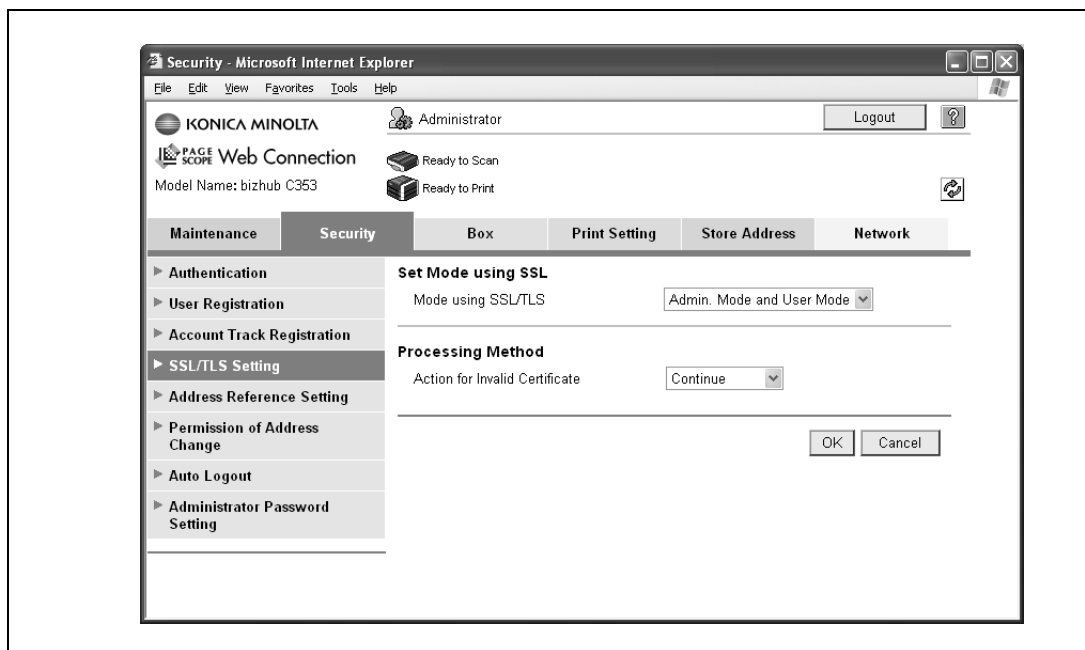 Security - Microsoft Internet Explorer
File Edit View Favorites Tools Help
KONICA MINOLTA
Administrator
Logout
?
PAGE SCOPE Web Connection
Ready to Scan
Model Name: bizhub C353
Ready to Print
Maintenance Security Box Print Setting Store Address Network
Authentication
User Registration
Account Track Registration
SSL/TLS Setting
Address Reference Setting
Permission of Address
Change
Auto Logout
Administrator Password
Setting
Set Mode using SSL
Mode using SSL/TLS Admin. Mode and User Mode
Processing Method
Action for Invalid Certificate Continue
OK Cancel